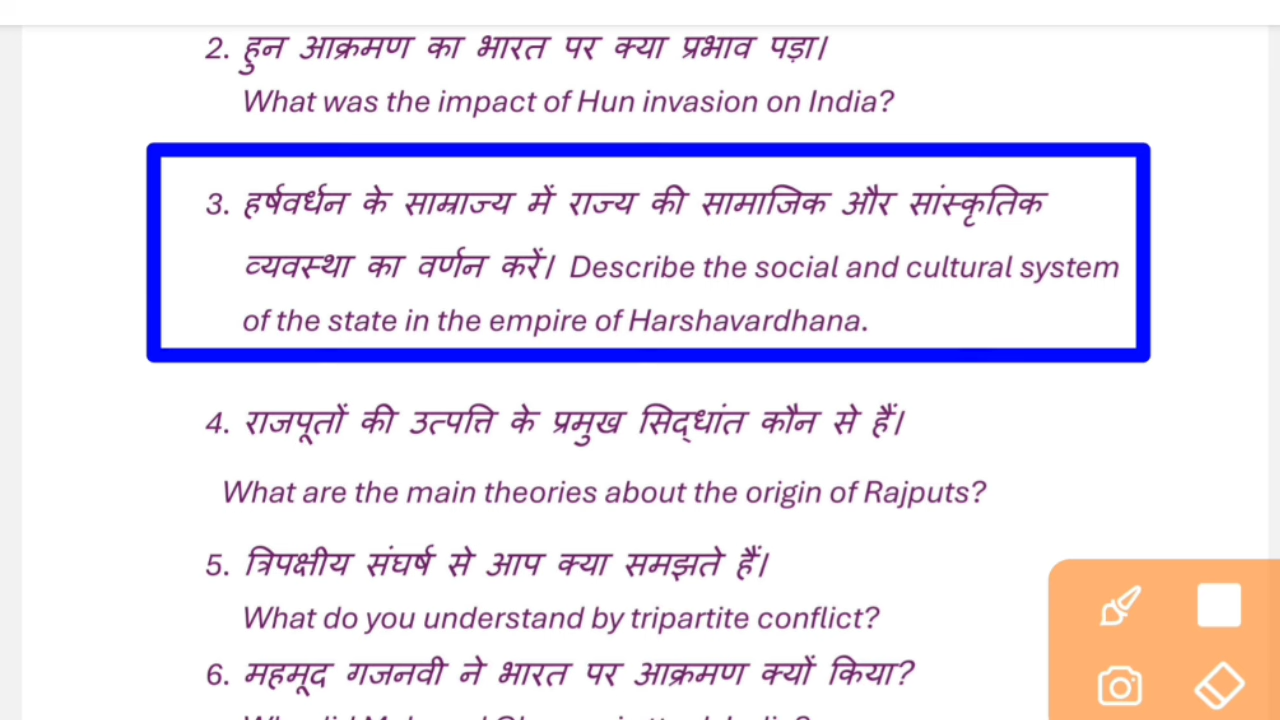 2. हुन आक्रमण का भारत पर क्या प्रभाव पड़ा।
What was the impact of Hun invasion on India?
3. हर्षवर्धन के साम्राज्य में राज्य की सामाजिक और सांस्कृतिक
व्यवस्था का वर्णन करें। Describe the social and cultural system
of the state in the empire of Harshavardhana.
4. राजपूतों की उत्पत्ति के प्रमुख सिद्धांत कौन से हैं।
What are the main theories about the origin of Rajputs?
5. त्रिपक्षीय संघर्ष से आप क्या समझते हैं।
What do you understand by tripartite conflict?
6. महमूद गजनवी ने भारत पर आक्रमण क्यों किया?